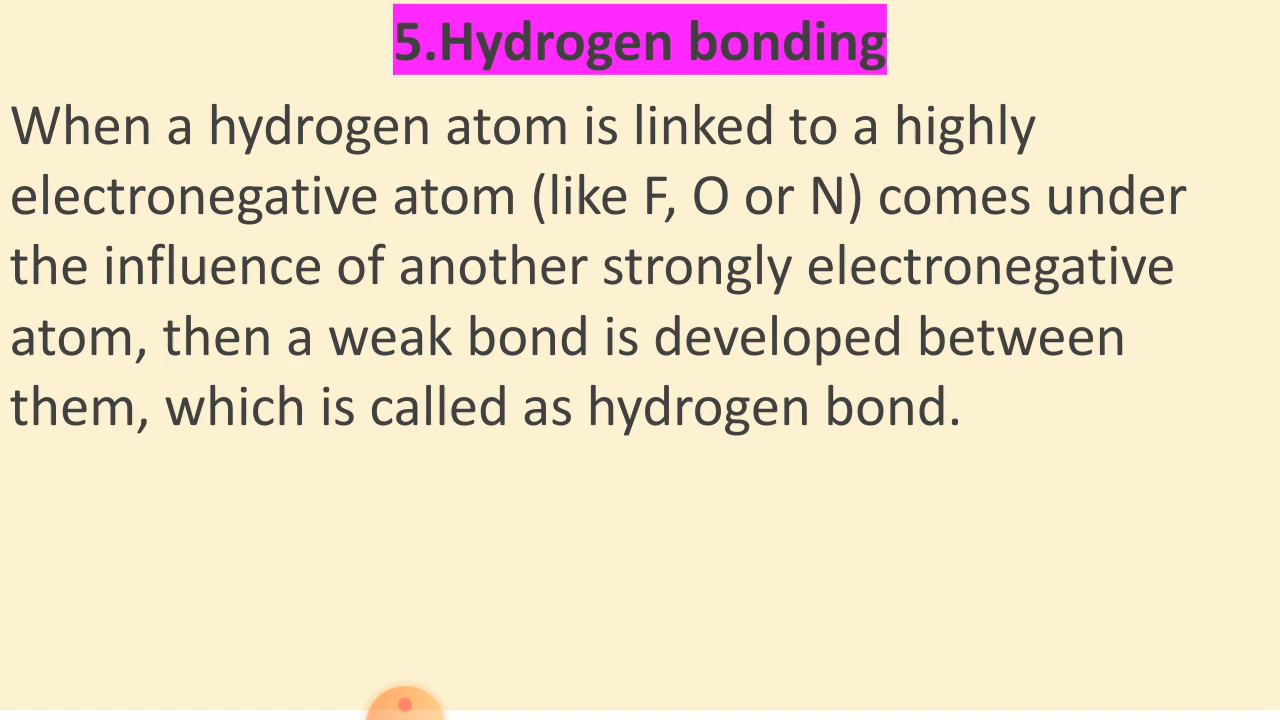 5.Hydrogen bonding
When a hydrogen atom is linked to a highly
electronegative atom (like F, O or N) comes under
the influence of another strongly electronegative
atom, then a weak bond is developed between
them, which is called as hydrogen bond.